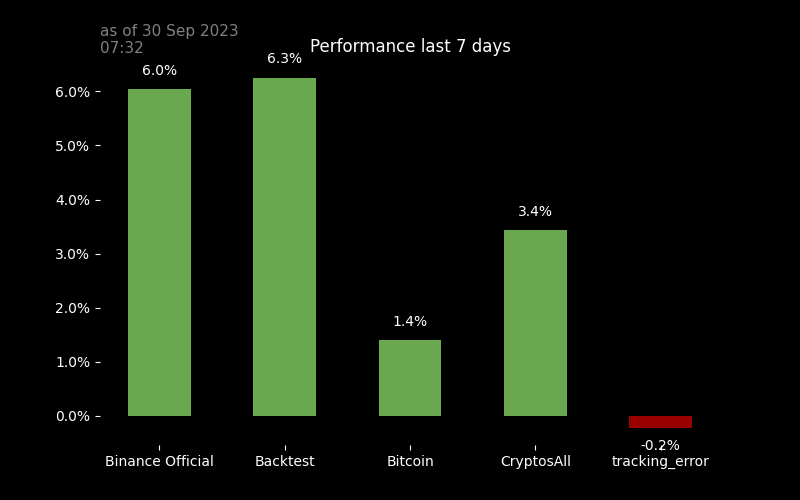 as of 30 Sep 2023
07:32
Performance last 7 days
6.0%
6.3%
1.4%
3.4%
-0.2%
6.0%
5.0%
4.0%
3.0%
2.0%
1.0%
0.0%
Binance Official
Backtest
Bitcoin
CryptosAll
tracking_error